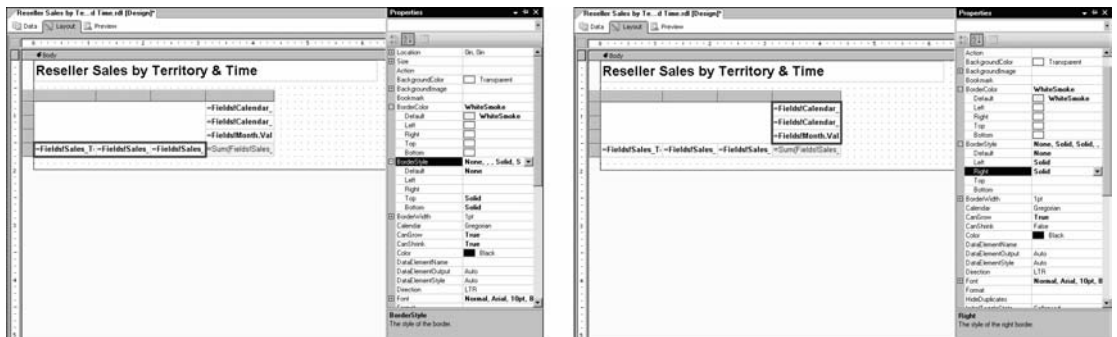 Reseller Sales by Te...d Time.rdl [Design]*
Data Layout Preview
Body
Reseller Sales by Territory & Time
=Fields!Calendar_
=Fields!Calendar_
=Fields!Month.Val
=Fields!Sales_T =Fields!Sales_ =Fields!Sales_ =Sum(Fields!Sales_
Properties
Location 0in, 0in
Size
Action
BackgroundColor Transparent
BackgroundImage
Bookmark
BorderColor WhiteSmoke
Default WhiteSmoke
Left
Right
Top
Bottom
BorderStyle None, , , Solid, S
Default None
Left
Right
Top Solid
Bottom Solid
BorderWidth 1pt
Calendar Gregorian
CanGrow True
CanShrink True
Color Black
DataElementName
DataElementOutput Auto
DataElementStyle Auto
Direction LTR
Font Normal, Arial, 10pt, B
BorderStyle
The style of the border.
Reseller Sales by Te...d Time.rdl [Design]*
Data Layout Preview
Body
Reseller Sales by Territory & Time
=Fields!Calendar_
=Fields!Calendar_
=Fields!Month.Val
=Fields!Sales_T =Fields!Sales_ =Fields!Sales_ =Sum(Fields!Sales_
Properties
Action
BackgroundColor Transparent
BackgroundImage
Bookmark
BorderColor WhiteSmoke
Default WhiteSmoke
Left
Right
Top
Bottom
BorderStyle None, Solid, Solid, ,
Default None
Left Solid
Right Solid
Top
Bottom
BorderWidth 1pt
Calendar Gregorian
CanGrow True
CanShrink False
Color Black
DataElementName
DataElementOutput Auto
DataElementStyle Auto
Direction LTR
Font Normal, Arial, 10pt, B
Format
HideDuplicates
Right
The style of the right border.